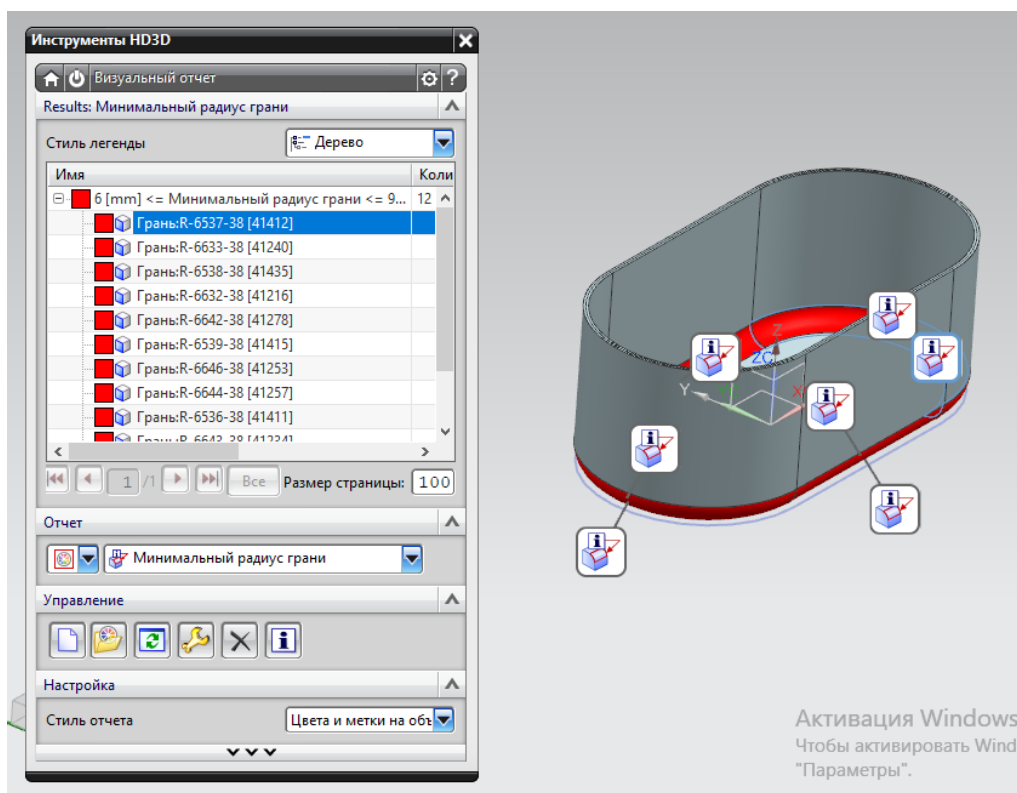 Инструменты HD3D
Визуальный отчет
Results: Минимальный радиус грани
Стиль легенды
Дерево
Имя
Коли
6 [mm] <= Минимальный радиус грани <= 9... 12
Грань:R-6537-38 [41412]
Грань:R-6633-38 [41240]
Грань:R-6538-38 [41435]
Грань:R-6632-38 [41216]
Грань:R-6642-38 [41278]
Грань:R-6539-38 [41415]
Грань:R-6646-38 [41253]
Грань:R-6644-38 [41257]
Грань:R-6536-38 [41411]
1 /1 Все Размер страницы: 100
Отчет
Минимальный радиус грани
Управление
Настройка
Стиль отчета
Цвета и метки на объ
Z
ZC
Y
X
Активация Windows
Чтобы активировать Wind
"Параметры".